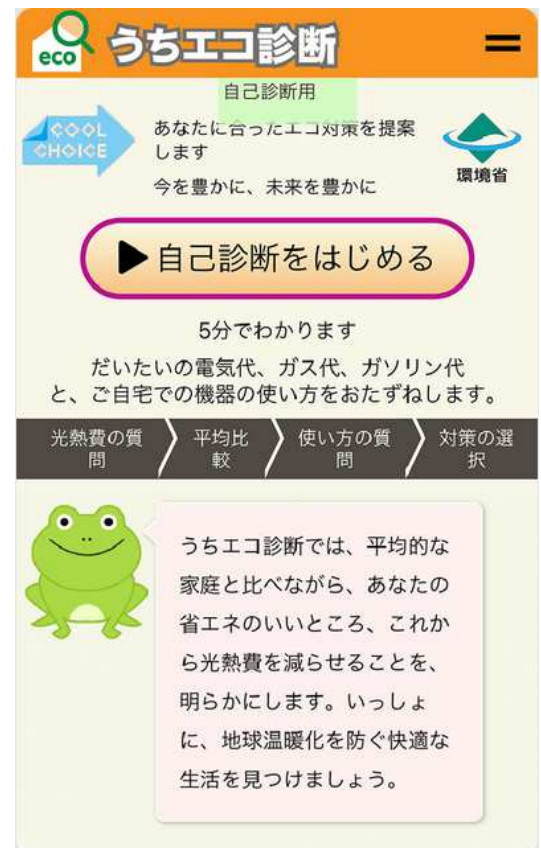 eco うちエコ診断
自己診断用
COOL
CHOICE
あなたに合ったエコ対策を提案
します
今を豊かに、未来を豊かに
環境省
▶自己診断をはじめる
5分でわかります
だいたいの電気代、ガス代、ガソリン代
と、ご自宅での機器の使い方をおたずねします。
光熱費の質
問
平均比
較
使い方の質
問
対策の選
択
うちエコ診断では、平均的な
家庭と比べながら、あなたの
省エネのいいところ、これか
ら光熱費を減らせることを、
明らかにします。いっしょ
に、地球温暖化を防ぐ快適な
生活を見つけましょう。